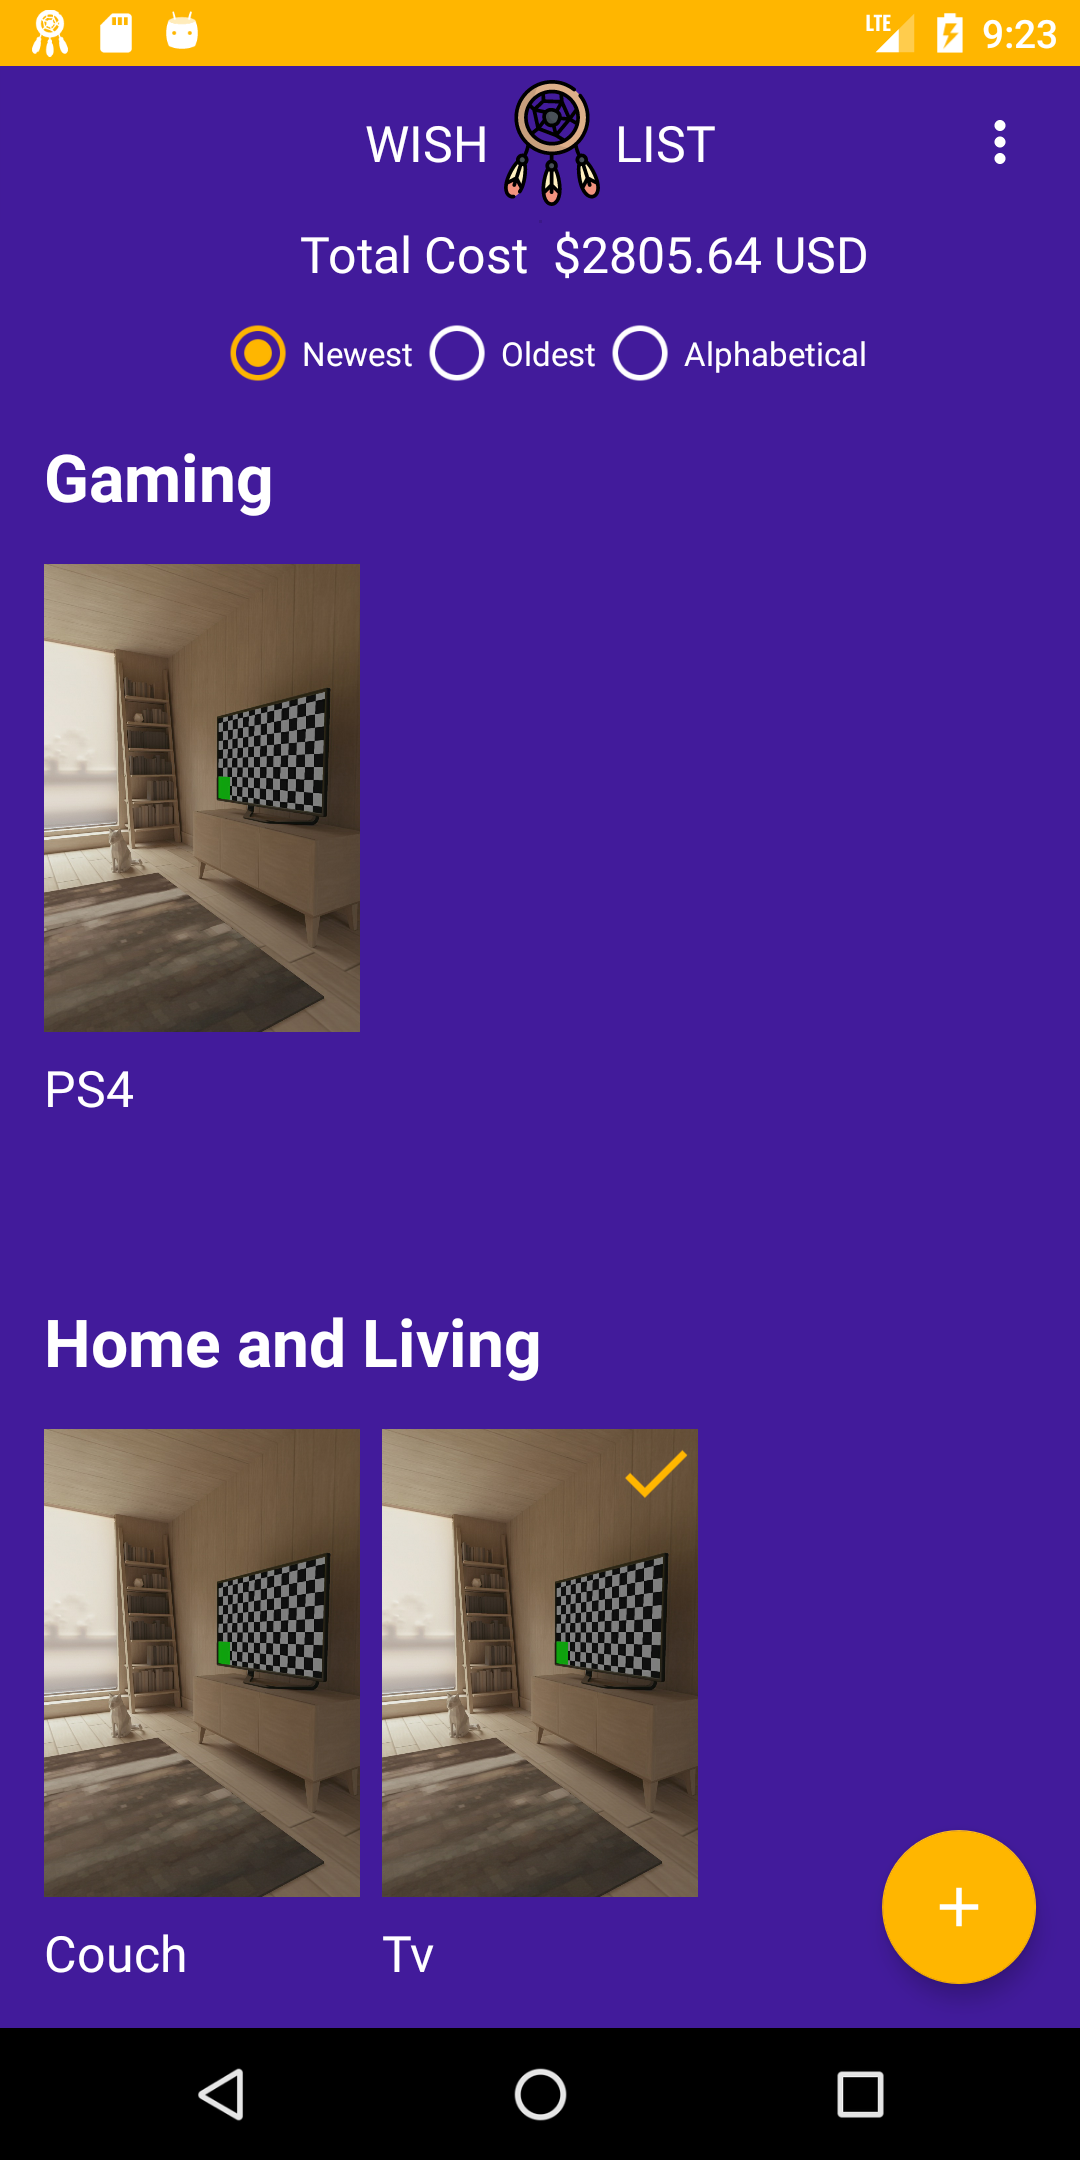 LTE 9:23
WISH LIST
Total Cost $2805.64 USD
Newest Oldest Alphabetical
Gaming
PS4
Home and Living
Couch Tv